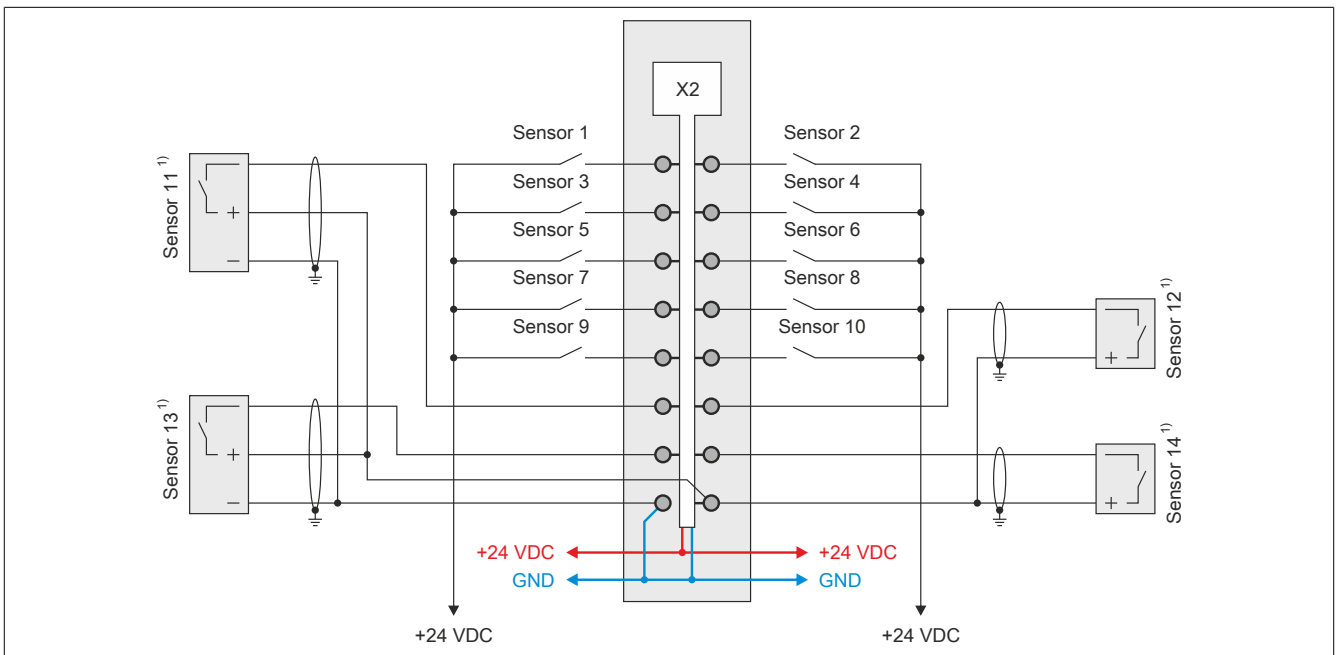 X2
Sensor 1
Sensor 2
Sensor 3
Sensor 4
Sensor 5
Sensor 6
Sensor 7
Sensor 8
Sensor 9
Sensor 10
Sensor 11 1)
+
−
Sensor 12 1)
+
Sensor 13 1)
+
−
Sensor 14 1)
+
+24 VDC
+24 VDC
GND
GND
+24 VDC
+24 VDC